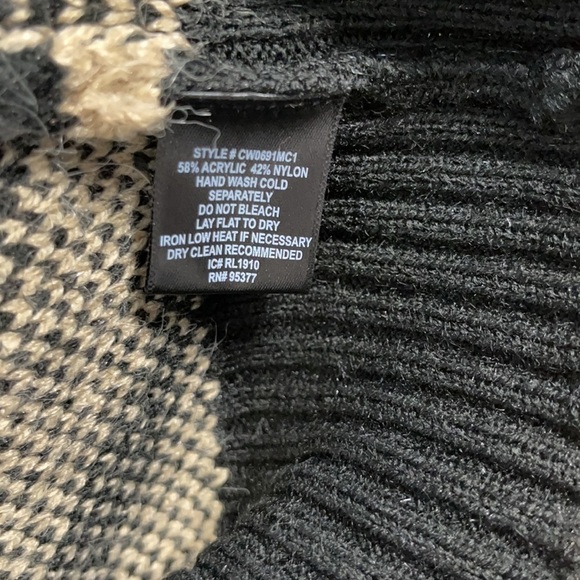 STYLE # CW0691MC1
58% ACRYLIC 42% NYLON
HAND WASH COLD
SEPARATELY
DO NOT BLEACH
LAY FLAT TO DRY
IRON LOW HEAT IF NECESSARY
DRY CLEAN RECOMMENDED
IC# RL1910
RN# 95377